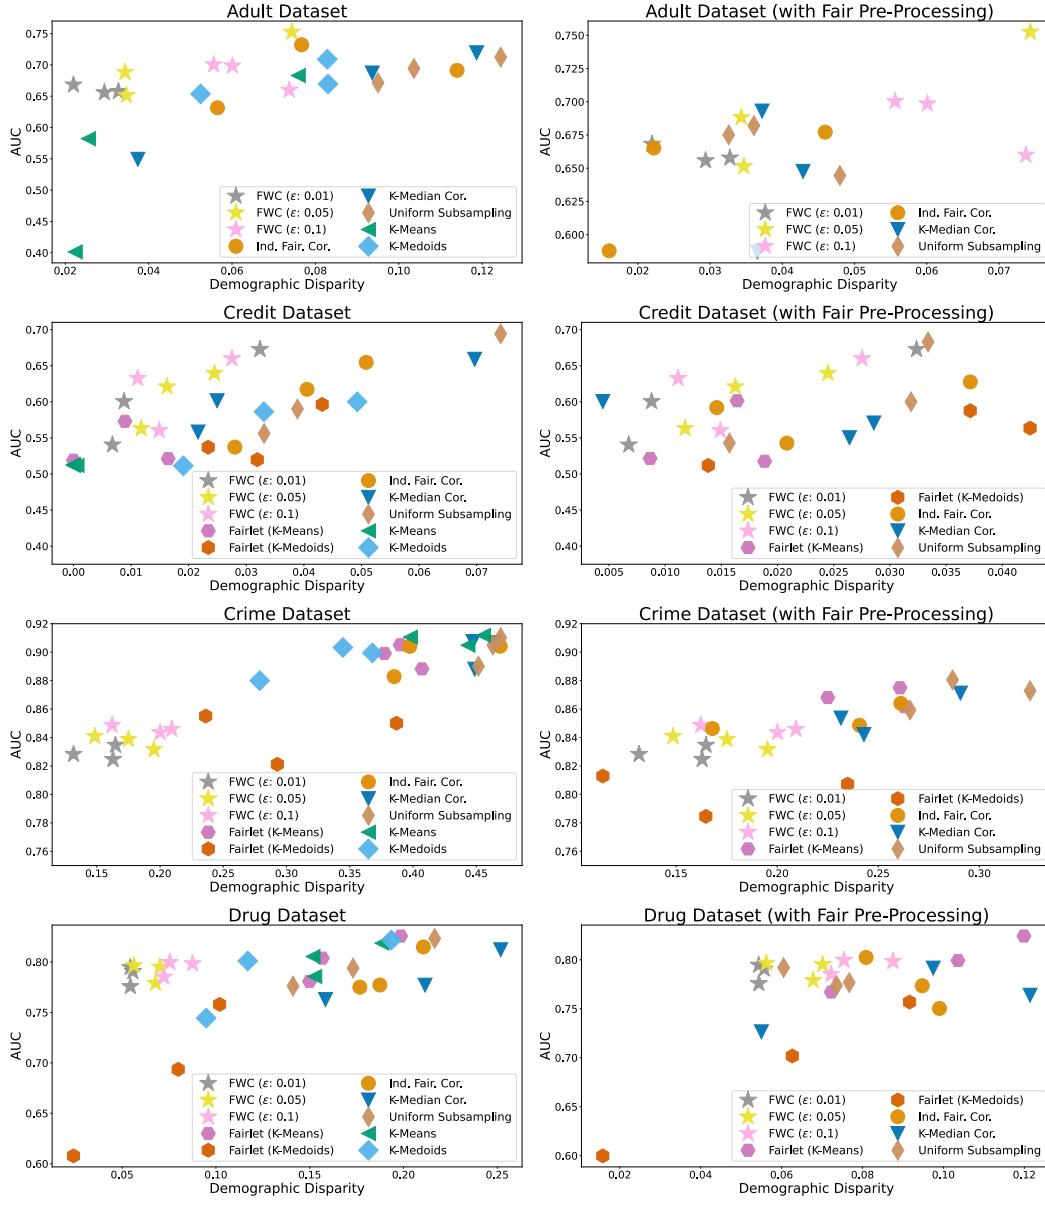 Adult Dataset
AUC
0.75
0.70
0.65
0.60
0.55
0.50
0.45
0.40
FWC (ε: 0.01)
FWC (ε: 0.05)
FWC (ε: 0.1)
Ind. Fair. Cor.
K-Median Cor.
Uniform Subsampling
K-Means
K-Medoids
0.02 0.04 0.06 0.08 0.10 0.12
Demographic Disparity
Adult Dataset (with Fair Pre-Processing)
AUC
0.750
0.725
0.700
0.675
0.650
0.625
0.600
FWC (ε: 0.01)
FWC (ε: 0.05)
FWC (ε: 0.1)
Ind. Fair. Cor.
K-Median Cor.
Uniform Subsampling
0.02 0.03 0.04 0.05 0.06 0.07
Demographic Disparity
Credit Dataset
AUC
0.70
0.65
0.60
0.55
0.50
0.45
0.40
FWC (ε: 0.01)
FWC (ε: 0.05)
FWC (ε: 0.1)
Fairlet (K-Means)
Fairlet (K-Medoids)
Ind. Fair. Cor.
K-Median Cor.
Uniform Subsampling
K-Means
K-Medoids
0.00 0.01 0.02 0.03 0.04 0.05 0.06 0.07
Demographic Disparity
Credit Dataset (with Fair Pre-Processing)
AUC
0.70
0.65
0.60
0.55
0.50
0.45
0.40
FWC (ε: 0.01)
FWC (ε: 0.05)
FWC (ε: 0.1)
Fairlet (K-Means)
Fairlet (K-Medoids)
Ind. Fair. Cor.
K-Median Cor.
Uniform Subsampling
0.005 0.010 0.015 0.020 0.025 0.030 0.035 0.040
Demographic Disparity
Crime Dataset
AUC
0.92
0.90
0.88
0.86
0.84
0.82
0.80
0.78
0.76
FWC (ε: 0.01)
FWC (ε: 0.05)
FWC (ε: 0.1)
Fairlet (K-Means)
Fairlet (K-Medoids)
Ind. Fair. Cor.
K-Median Cor.
Uniform Subsampling
K-Means
K-Medoids
0.15 0.20 0.25 0.30 0.35 0.40 0.45
Demographic Disparity
Crime Dataset (with Fair Pre-Processing)
AUC
0.92
0.90
0.88
0.86
0.84
0.82
0.80
0.78
0.76
FWC (ε: 0.01)
FWC (ε: 0.05)
FWC (ε: 0.1)
Fairlet (K-Means)
Fairlet (K-Medoids)
Ind. Fair. Cor.
K-Median Cor.
Uniform Subsampling
0.15 0.20 0.25 0.30
Demographic Disparity
Drug Dataset
AUC
0.80
0.75
0.70
0.65
0.60
FWC (ε: 0.01)
FWC (ε: 0.05)
FWC (ε: 0.1)
Fairlet (K-Means)
Fairlet (K-Medoids)
Ind. Fair. Cor.
K-Median Cor.
Uniform Subsampling
K-Means
K-Medoids
0.05 0.10 0.15 0.20 0.25
Demographic Disparity
Drug Dataset (with Fair Pre-Processing)
AUC
0.80
0.75
0.70
0.65
0.60
FWC (ε: 0.01)
FWC (ε: 0.05)
FWC (ε: 0.1)
Fairlet (K-Means)
Fairlet (K-Medoids)
Ind. Fair. Cor.
K-Median Cor.
Uniform Subsampling
0.02 0.04 0.06 0.08 0.10 0.12
Demographic Disparity